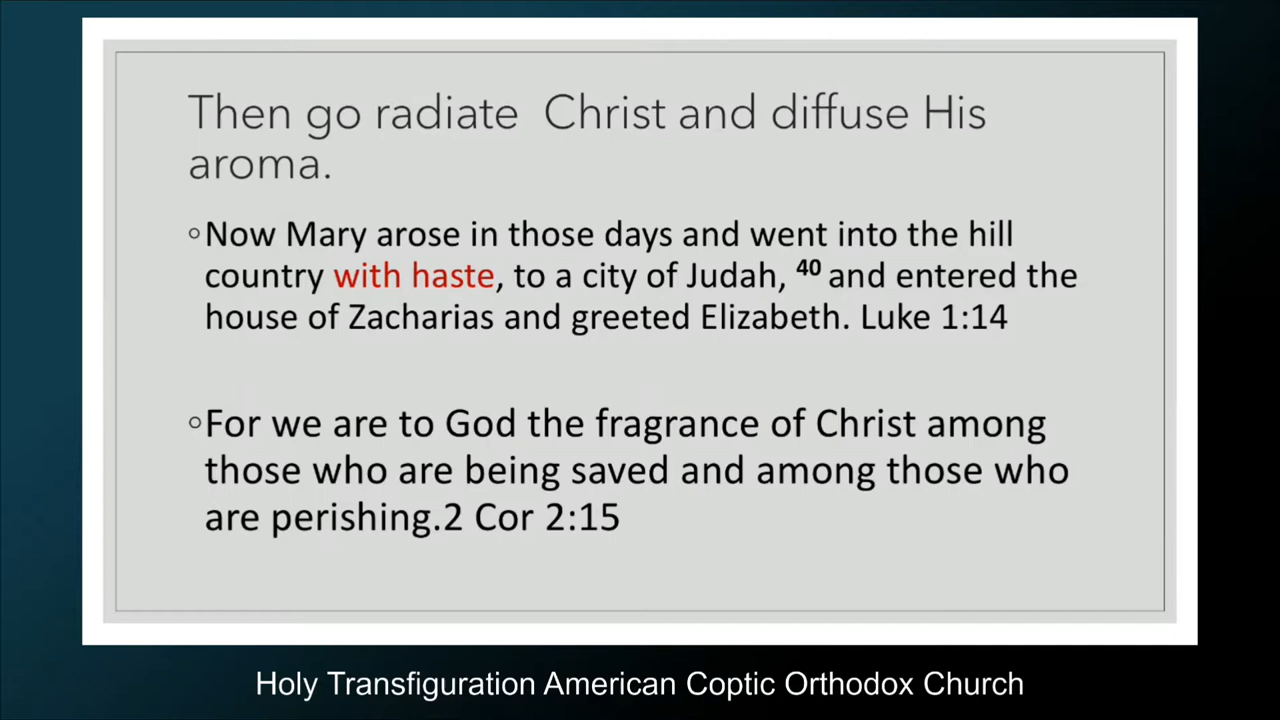 Then go radiate  Christ and diffuse His
aroma.
◦Now Mary arose in those days and went into the hill
country with haste, to a city of Judah, 40 and entered the
house of Zacharias and greeted Elizabeth. Luke 1:14
◦For we are to God the fragrance of Christ among
those who are being saved and among those who
are perishing.2 Cor 2:15
Holy Transfiguration American Coptic Orthodox Church